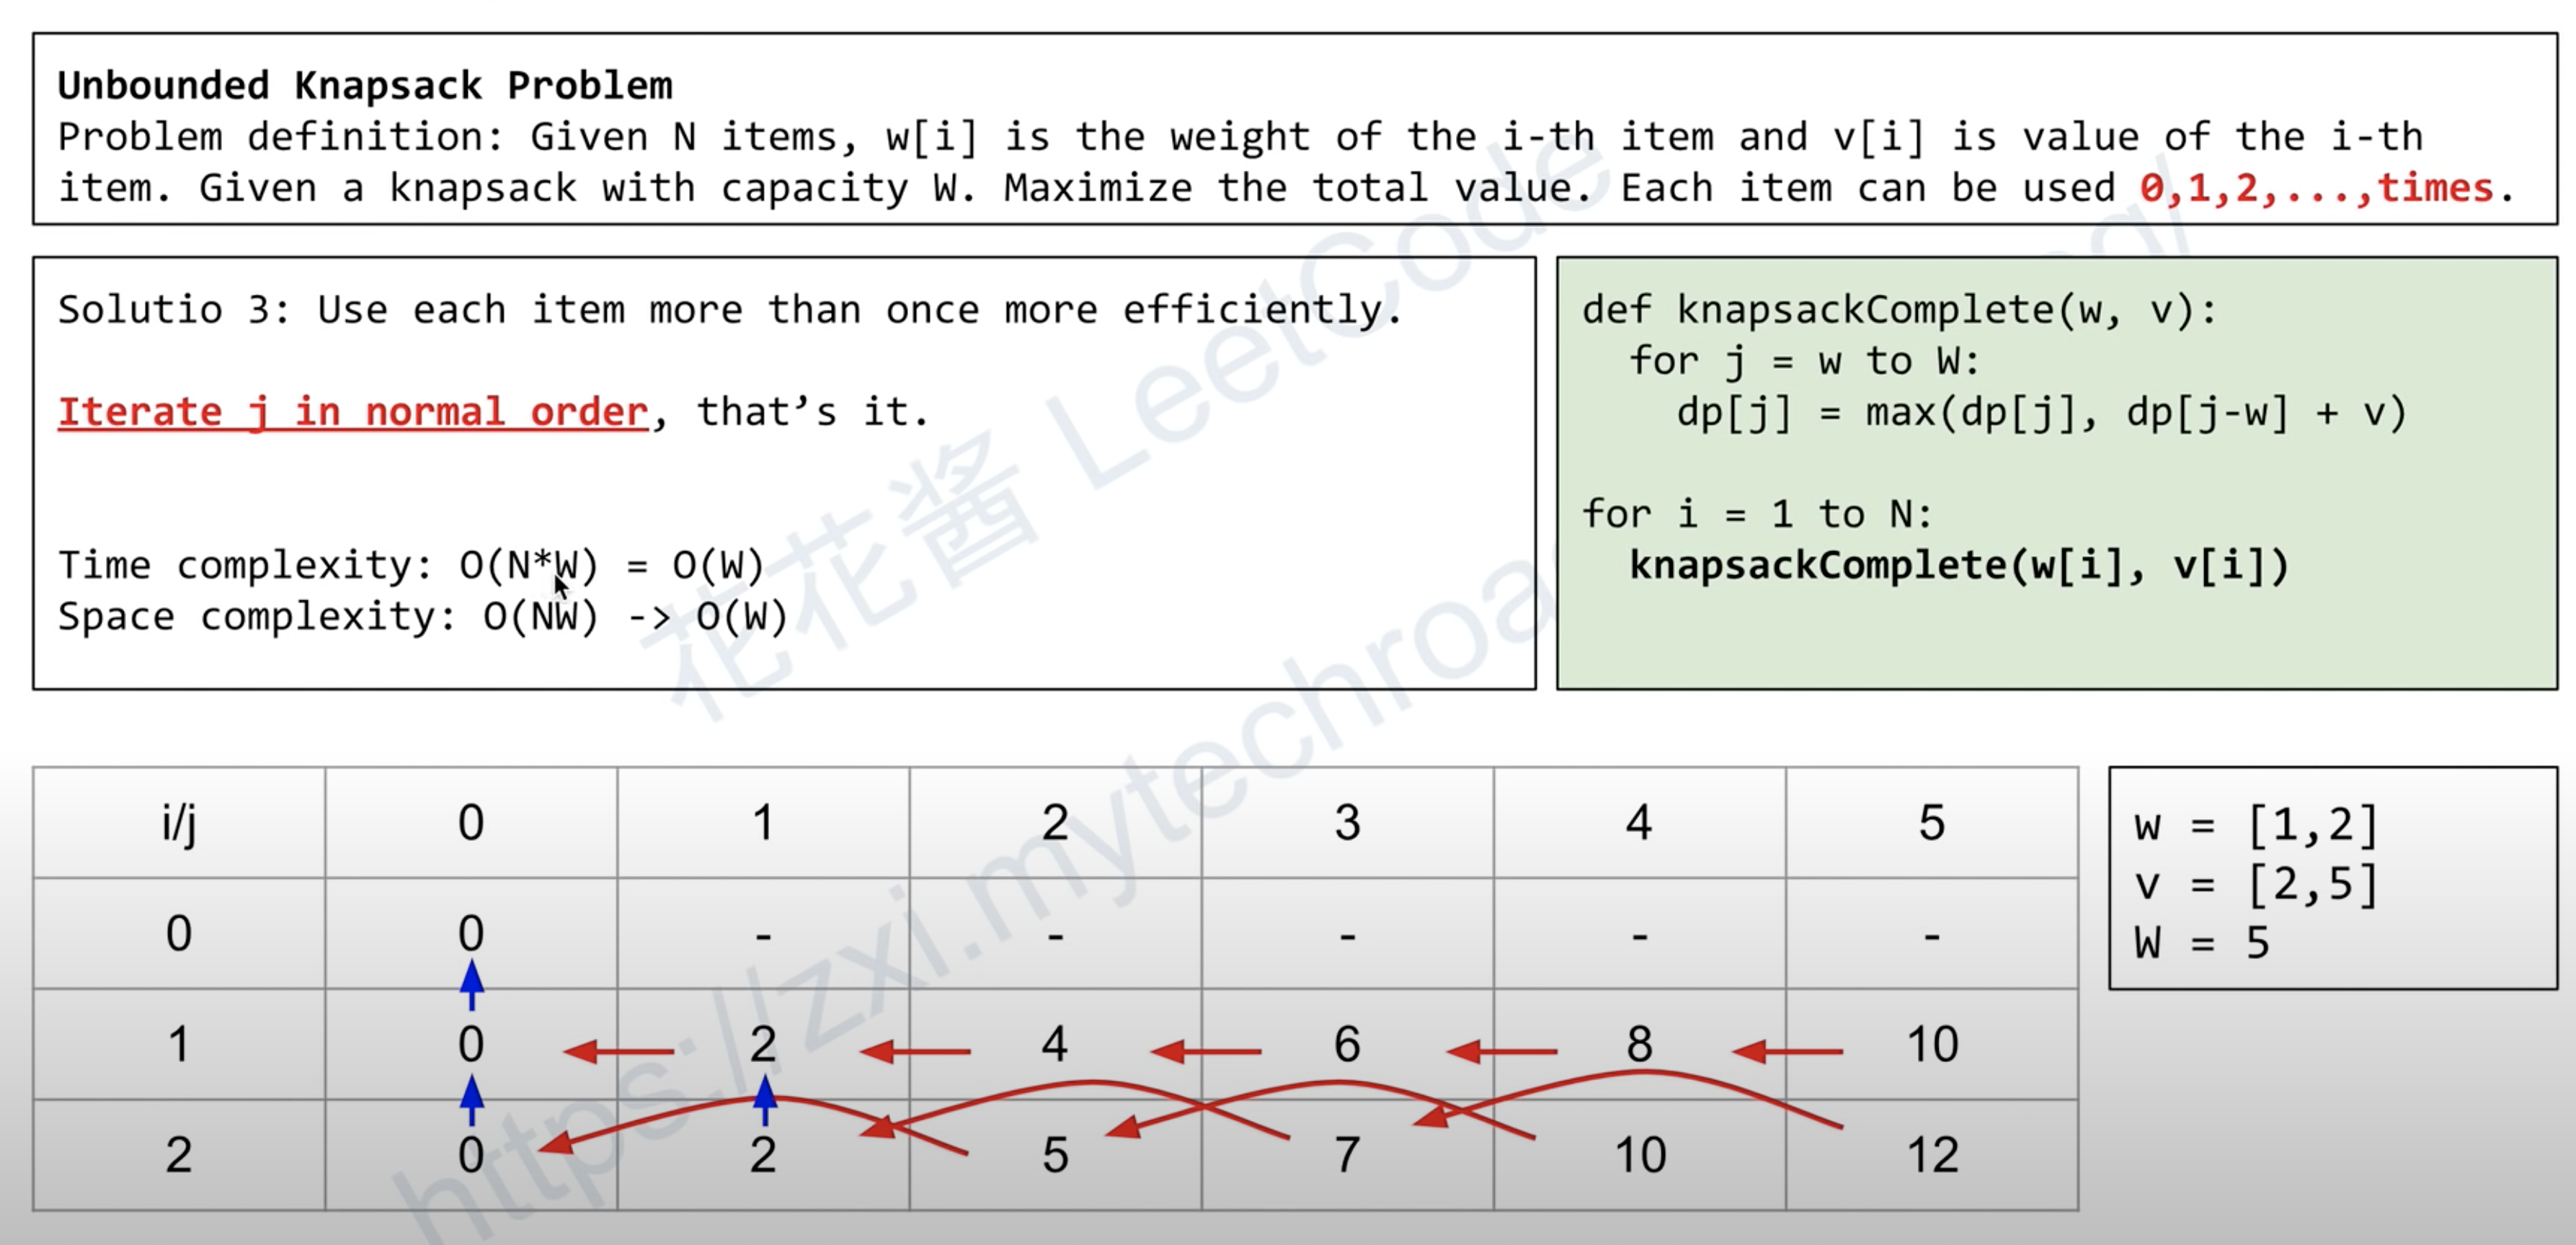 Unbounded Knapsack Problem
Problem definition: Given N items, w[i] is the weight of the i-th item and v[i] is value of the i-th
item. Given a knapsack with capacity W. Maximize the total value. Each item can be used 0,1,2,...,times.
Solutio 3: Use each item more than once more efficiently.
Iterate j in normal order, that’s it.
Time complexity: O(N*W) = O(W)
Space complexity: O(NW) -> O(W)
def knapsackComplete(w, v):
for j = w to W:
dp[j] = max(dp[j], dp[j-w] + v)
for i = 1 to N:
knapsackComplete(w[i], v[i])
i/j 0 1 2 3 4 5
0 0 - - - - -
1 0 2 4 6 8 10
2 0 2 5 7 10 12
w = [1,2]
v = [2,5]
W = 5
花花酱 LeetCode
https://zxi.mytechroa